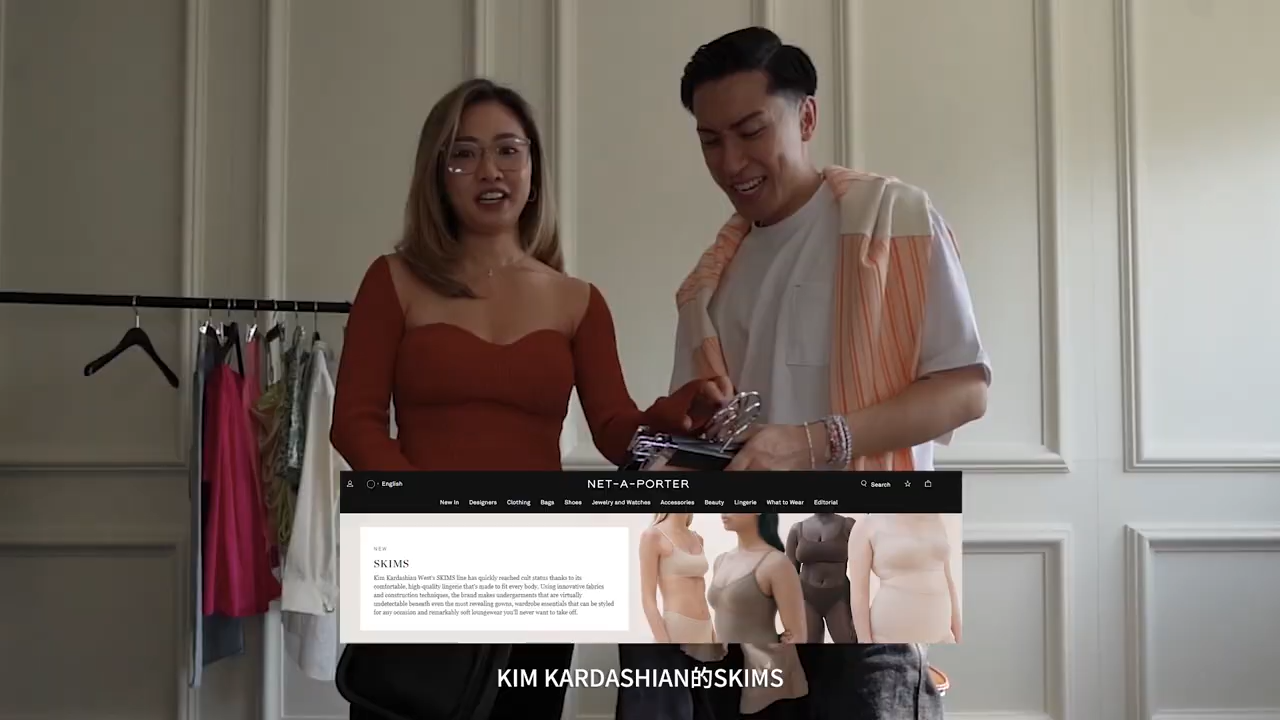 English
NET-A-PORTER
Search
New In Designers Clothing Bags Shoes Jewelry and Watches Accessories Beauty Lingerie What to Wear Editorial
NEW
SKIMS
Kim Kardashian West's SKIMS line has quickly reached cult status thanks to its
comfortable, high-quality lingerie that's made to fit every body. Using innovative fabrics
and construction techniques, the brand makes undergarments that are virtually
undetectable beneath even the most revealing gowns, wardrobe essentials that can be styled
for any occasion and remarkably soft loungewear you'll never want to take off.
KIM KARDASHIAN的SKIMS